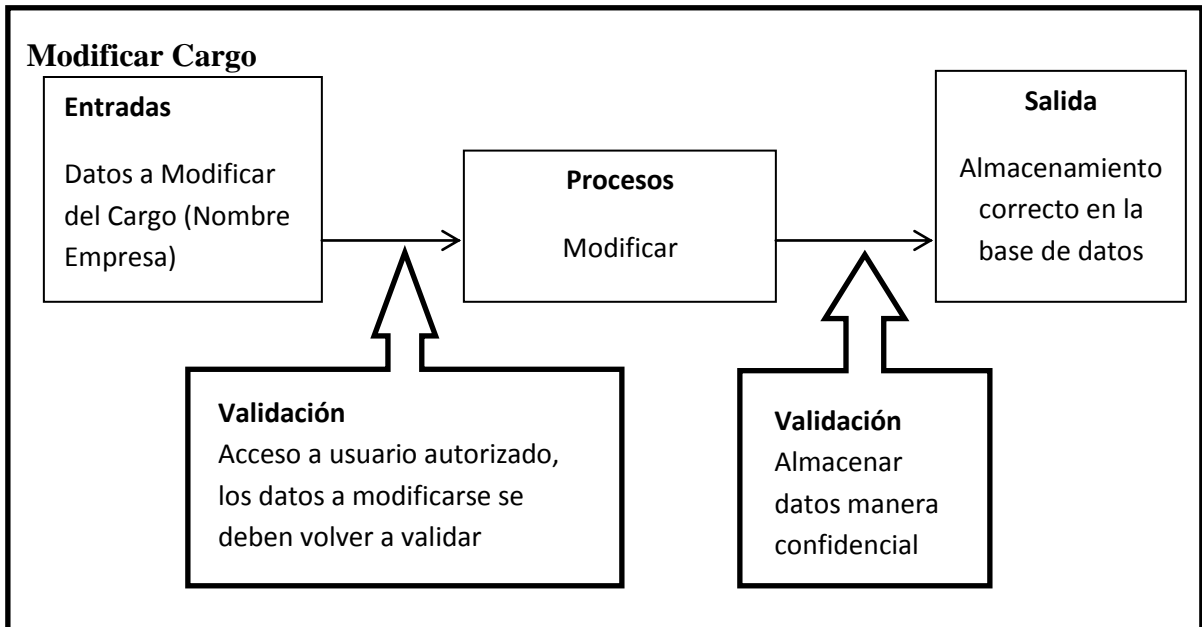 Modificar Cargo
Entradas
Datos a Modificar
del Cargo (Nombre
Empresa)
Procesos
Modificar
Salida
Almacenamiento
correcto en la
base de datos
Validación
Acceso a usuario autorizado,
los datos a modificarse se
deben volver a validar
Validación
Almacenar
datos manera
confidencial